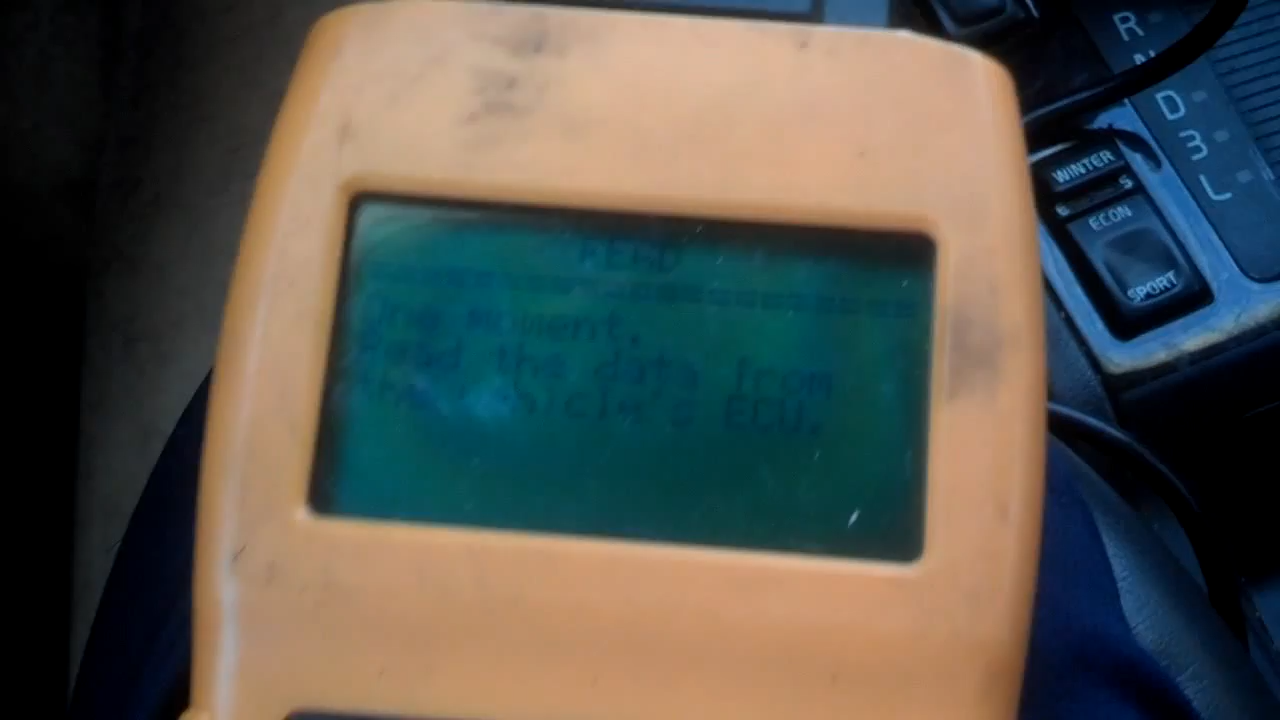 READ
One moment.
Read the data from
the vehicle's ECU.
R
N
D
3
L
WINTER
E S
ECON
SPORT